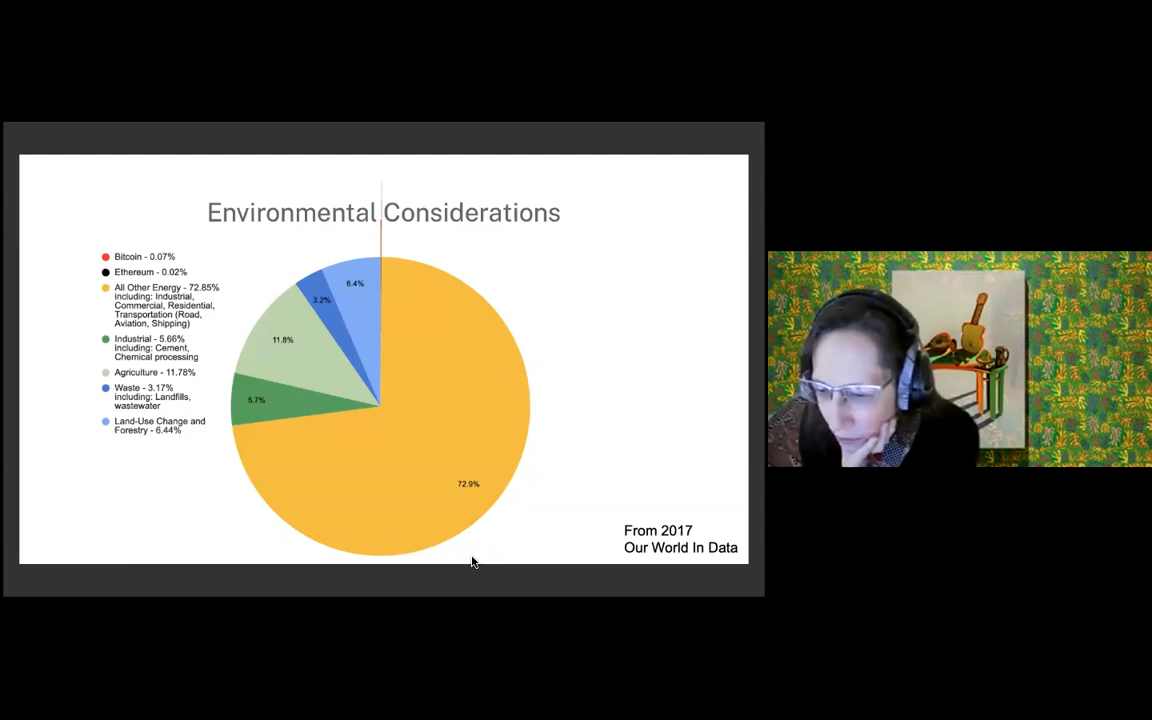 Environmental Considerations
Bitcoin - 0.07%
Ethereum - 0.02%
All Other Energy - 72.85%
including: Industrial,
Commercial, Residential,
Transportation (Road,
Aviation, Shipping)
Industrial - 5.66%
including: Cement,
Chemical processing
Agriculture - 11.78%
Waste - 3.17%
including: Landfills,
wastewater
Land-Use Change and
Forestry - 6.44%
6.4%
3.2%
11.8%
5.7%
72.9%
From 2017
Our World In Data